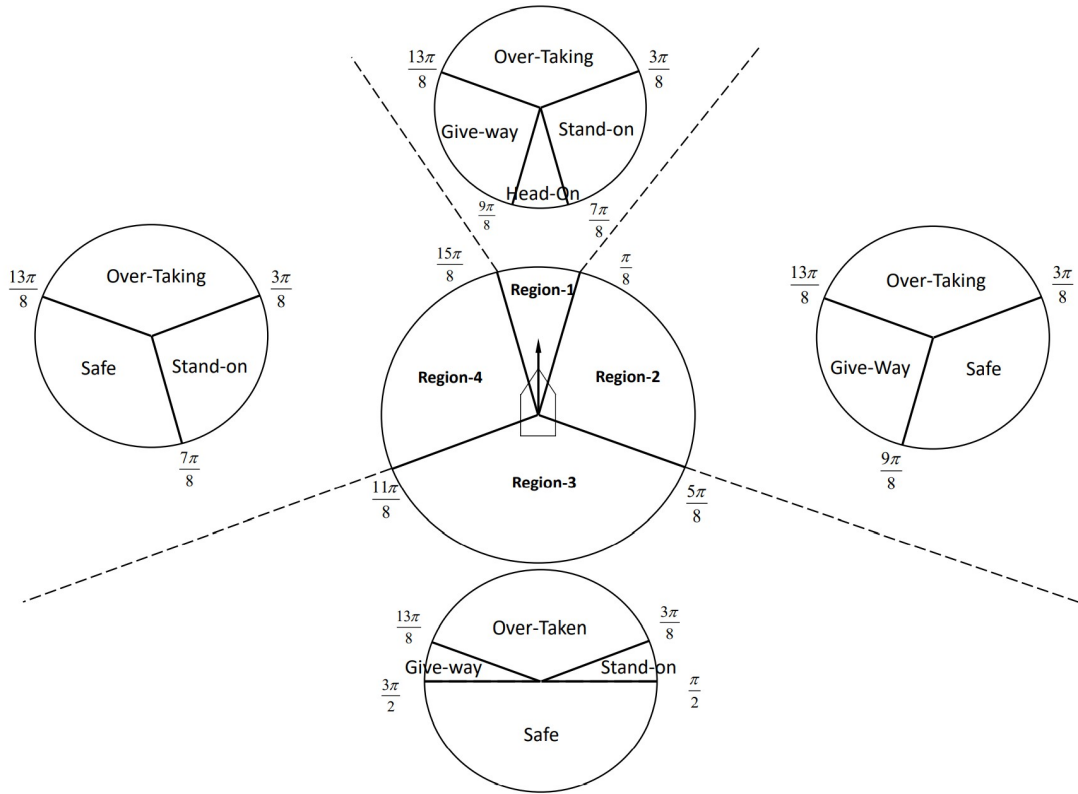 Over-Taking
13π/8
3π/8
Give-way
Stand-on
Head-On
9π/8
7π/8
15π/8
π/8
Region-1
Region-4
Region-2
Region-3
11π/8
5π/8
Over-Taking
13π/8
3π/8
Safe
Stand-on
7π/8
Over-Taking
13π/8
3π/8
Give-Way
Safe
9π/8
Over-Taken
13π/8
3π/8
Give-way
Stand-on
3π/2
π/2
Safe